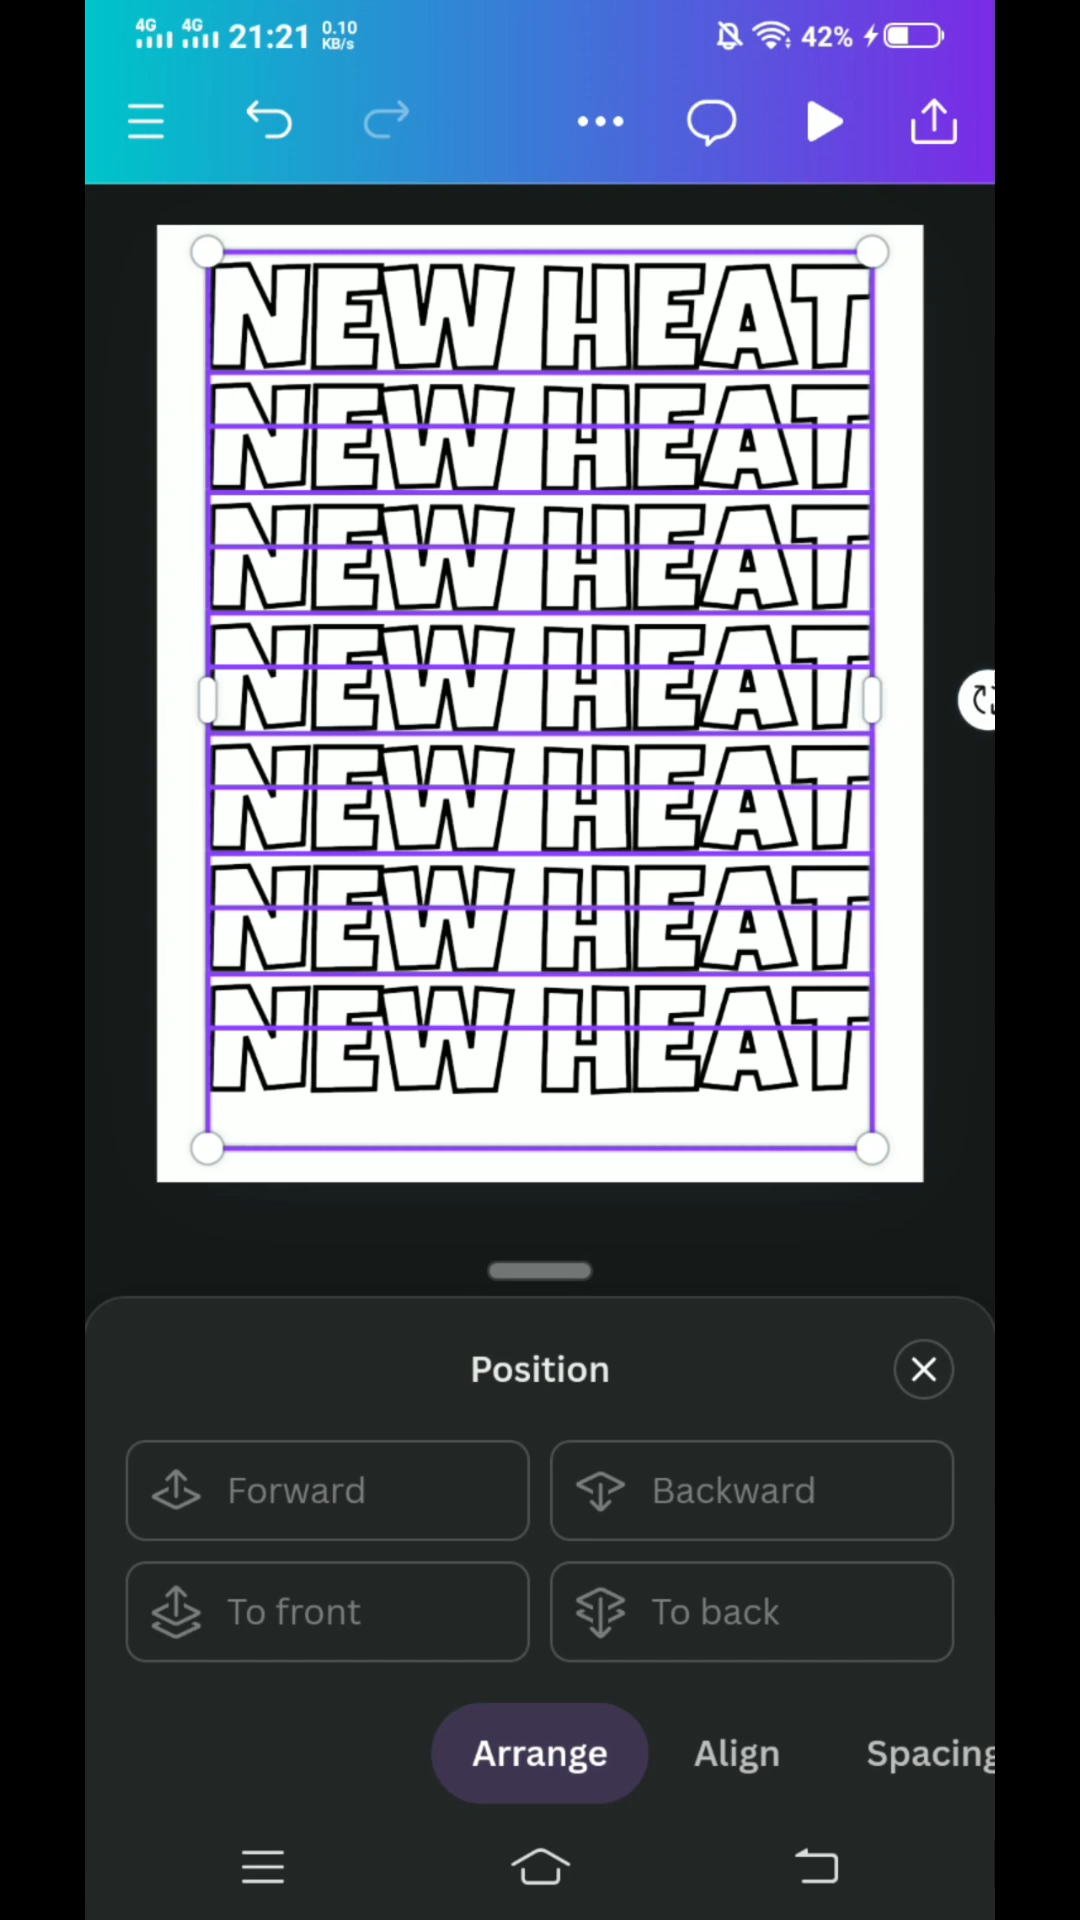 4G 4G 21:21 0.10 KB/s 42%
NEW HEAT
NEW HEAT
NEW HEAT
NEW HEAT
NEW HEAT
NEW HEAT
NEW HEAT
Position
Forward Backward
To front To back
Arrange Align Spacing